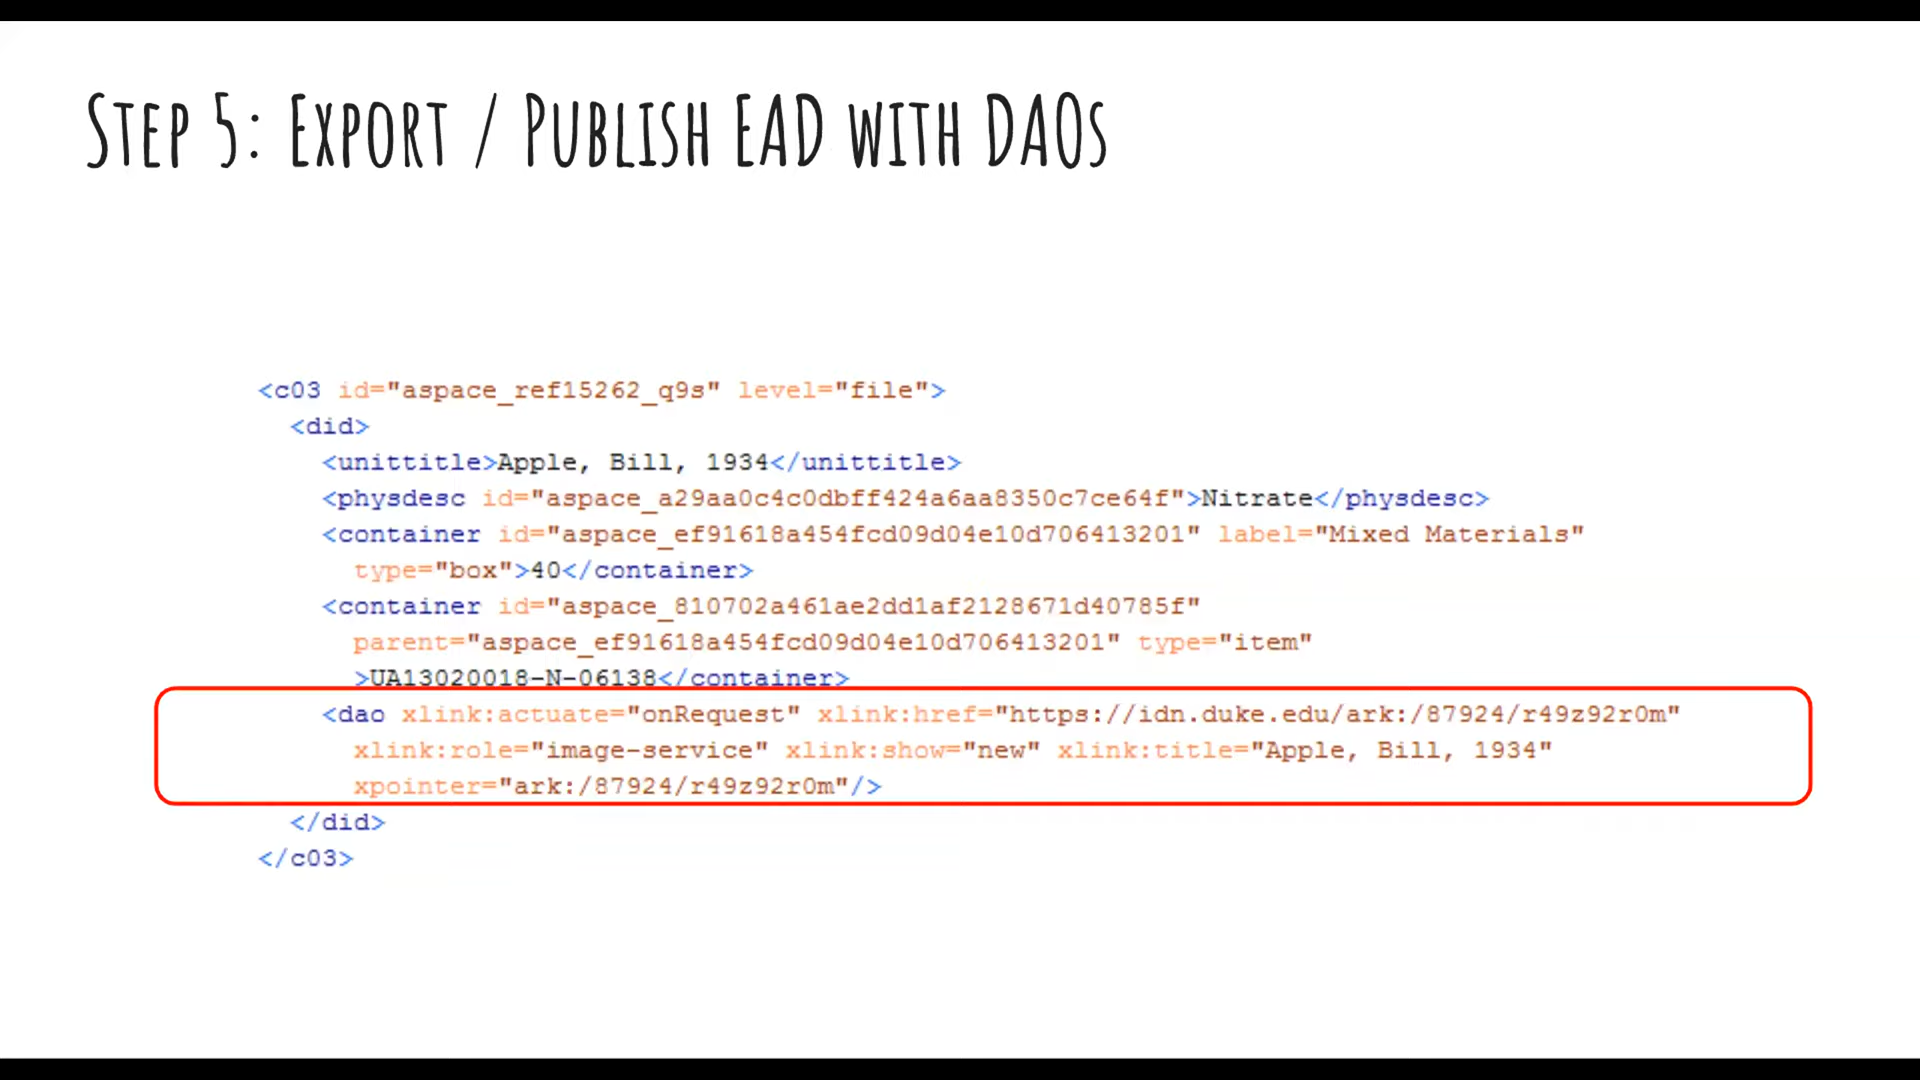 Step 5: Export / Publish EAD with DAOs
<c03 id="aspace_ref15262_q9s" level="file">
<did>
<unittitle>Apple, Bill, 1934</unittitle>
<physdesc id="aspace_a29aa0c4c0dbff424a6aa8350c7ce64f">Nitrate</physdesc>
<container id="aspace_ef91618a454fcd09d04e10d706413201" label="Mixed Materials"
type="box">40</container>
<container id="aspace_810702a461ae2dd1af2128671d40785f"
parent="aspace_ef91618a454fcd09d04e10d706413201" type="item"
>UA13020018-N-06138</container>
<dao xlink:actuate="onRequest" xlink:href="https://idn.duke.edu/ark:/87924/r49z92r0m"
xlink:role="image-service" xlink:show="new" xlink:title="Apple, Bill, 1934"
xpointer="ark:/87924/r49z92r0m"/>
</did>
</c03>